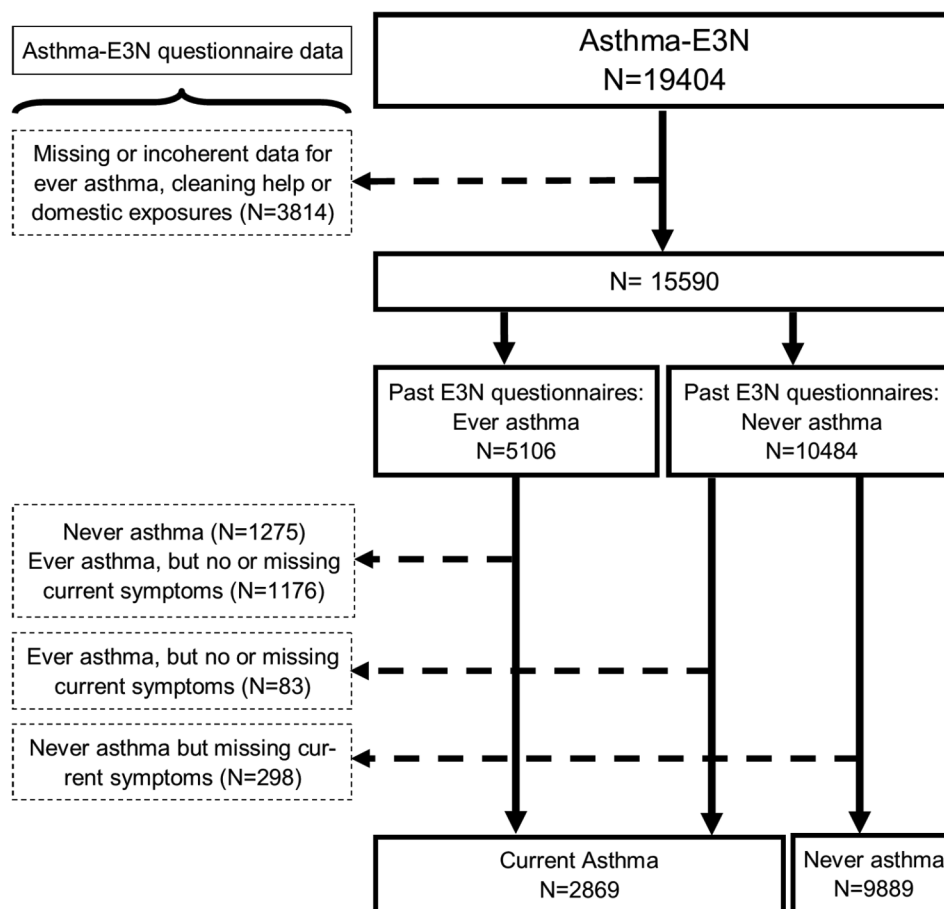 Asthma-E3N questionnaire data
Asthma-E3N
N=19404
Missing or incoherent data for
ever asthma, cleaning help or
domestic exposures (N=3814)
N= 15590
Past E3N questionnaires:
Ever asthma
N=5106
Past E3N questionnaires:
Never asthma
N=10484
Never asthma (N=1275)
Ever asthma, but no or missing
current symptoms (N=1176)
Ever asthma, but no or missing
current symptoms (N=83)
Never asthma but missing cur-
rent symptoms (N=298)
Current Asthma
N=2869
Never asthma
N=9889